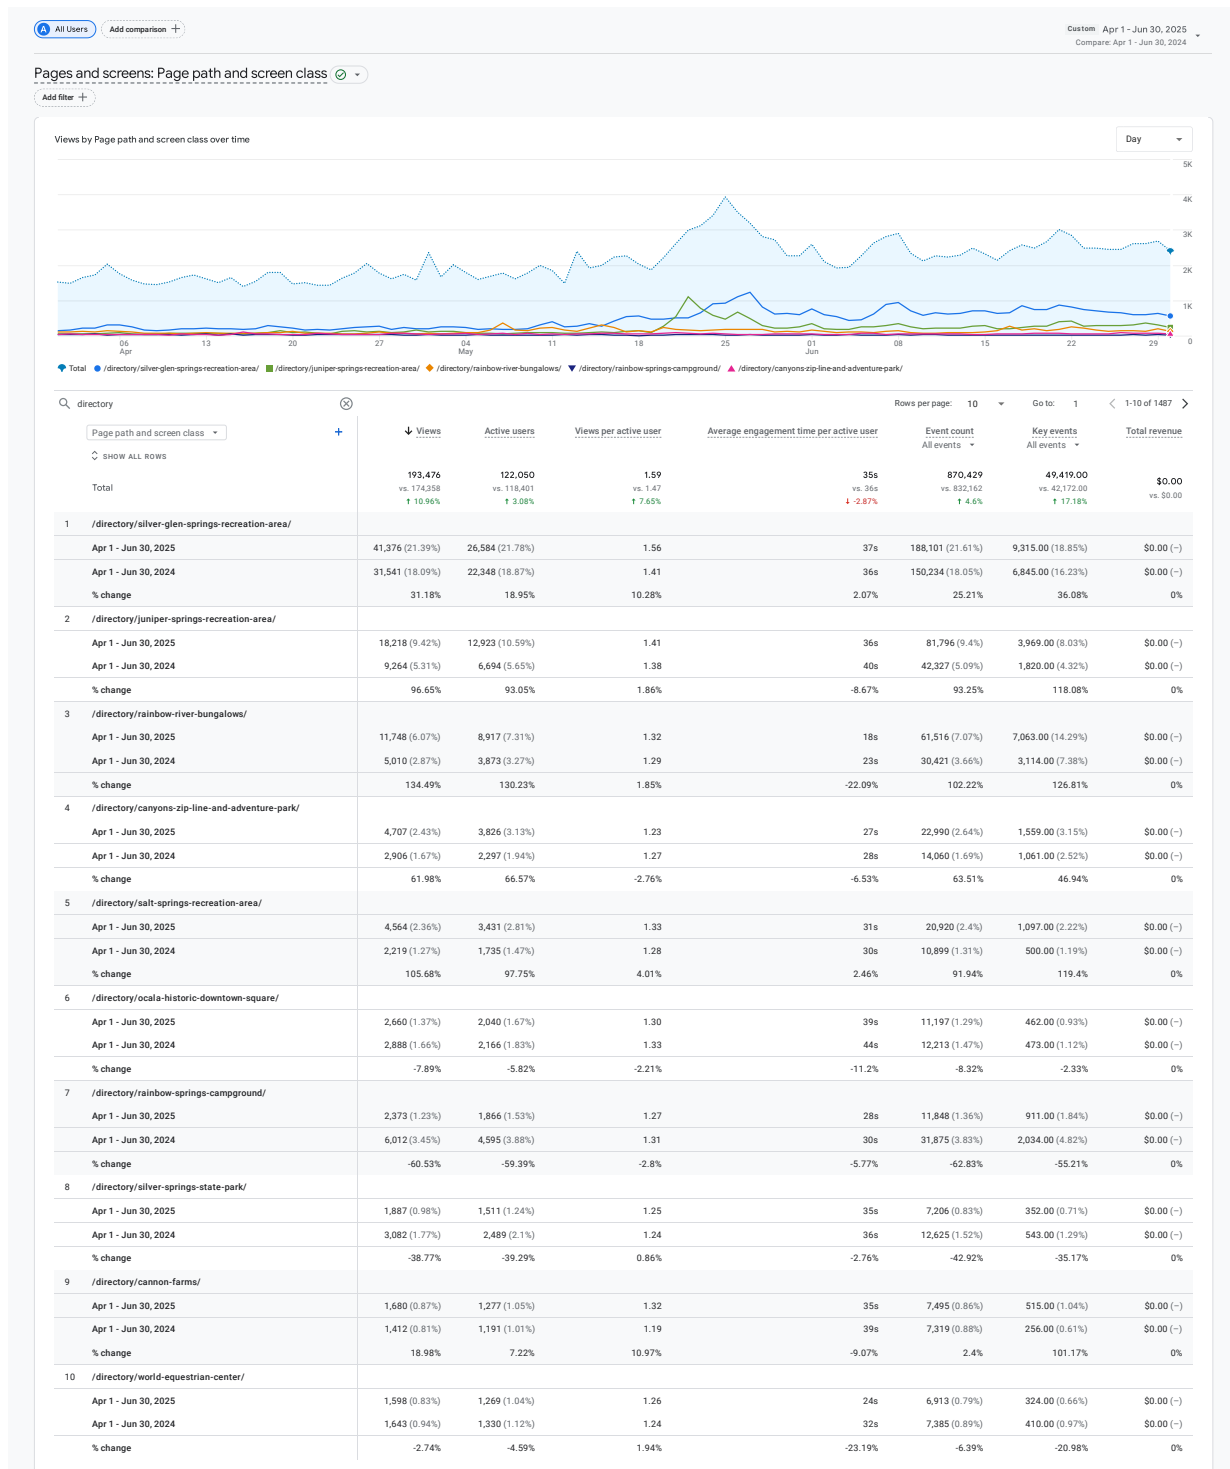 A All Users Add comparison + Custom Apr 1 - Jun 30, 2025
Compare: Apr 1 - Jun 30, 2024
Pages and screens: Page path and screen class
Add filter +
Views by Page path and screen class over time Day
5K
4K
3K
2K
1K
0
06 13 20 27 04 11 18 25 01 08 15 22 29
Apr May Jun
Total /directory/silver-glen-springs-recreation-area/ /directory/juniper-springs-recreation-area/ /directory/rainbow-river-bungalows/ /directory/rainbow-springs-campground/ /directory/canyons-zip-line-and-adventure-park/
directory Rows per page: 10 Go to: 1 1-10 of 1487
Page path and screen class + Views Active users Views per active user Average engagement time per active user Event count Key events Total revenue
All events All events
SHOW ALL ROWS
193,476 122,050 1.59 35s 870,429 49,419.00 $0.00
Total vs. 174,358 vs. 118,401 vs. 1.47 vs. 36s vs. 832,162 vs. 42,172.00 vs. $0.00
↑ 10.96% ↑ 3.08% ↑ 7.65% ↓ -2.87% ↑ 4.6% ↑ 17.18%
1 /directory/silver-glen-springs-recreation-area/
Apr 1 - Jun 30, 2025 41,376 (21.39%) 26,584 (21.78%) 1.56 37s 188,101 (21.61%) 9,315.00 (18.85%) $0.00 (–)
Apr 1 - Jun 30, 2024 31,541 (18.09%) 22,348 (18.87%) 1.41 36s 150,234 (18.05%) 6,845.00 (16.23%) $0.00 (–)
% change 31.18% 18.95% 10.28% 2.07% 25.21% 36.08% 0%
2 /directory/juniper-springs-recreation-area/
Apr 1 - Jun 30, 2025 18,218 (9.42%) 12,923 (10.59%) 1.41 36s 81,796 (9.4%) 3,969.00 (8.03%) $0.00 (–)
Apr 1 - Jun 30, 2024 9,264 (5.31%) 6,694 (5.65%) 1.38 40s 42,327 (5.09%) 1,820.00 (4.32%) $0.00 (–)
% change 96.65% 93.05% 1.86% -8.67% 93.25% 118.08% 0%
3 /directory/rainbow-river-bungalows/
Apr 1 - Jun 30, 2025 11,748 (6.07%) 8,917 (7.31%) 1.32 18s 61,516 (7.07%) 7,063.00 (14.29%) $0.00 (–)
Apr 1 - Jun 30, 2024 5,010 (2.87%) 3,873 (3.27%) 1.29 23s 30,421 (3.66%) 3,114.00 (7.38%) $0.00 (–)
% change 134.49% 130.23% 1.85% -22.09% 102.22% 126.81% 0%
4 /directory/canyons-zip-line-and-adventure-park/
Apr 1 - Jun 30, 2025 4,707 (2.43%) 3,826 (3.13%) 1.23 27s 22,990 (2.64%) 1,559.00 (3.15%) $0.00 (–)
Apr 1 - Jun 30, 2024 2,906 (1.67%) 2,297 (1.94%) 1.27 28s 14,060 (1.69%) 1,061.00 (2.52%) $0.00 (–)
% change 61.98% 66.57% -2.76% -6.53% 63.51% 46.94% 0%
5 /directory/salt-springs-recreation-area/
Apr 1 - Jun 30, 2025 4,564 (2.36%) 3,431 (2.81%) 1.33 31s 20,920 (2.4%) 1,097.00 (2.22%) $0.00 (–)
Apr 1 - Jun 30, 2024 2,219 (1.27%) 1,735 (1.47%) 1.28 30s 10,899 (1.31%) 500.00 (1.19%) $0.00 (–)
% change 105.68% 97.75% 4.01% 2.46% 91.94% 119.4% 0%
6 /directory/ocala-historic-downtown-square/
Apr 1 - Jun 30, 2025 2,660 (1.37%) 2,040 (1.67%) 1.30 39s 11,197 (1.29%) 462.00 (0.93%) $0.00 (–)
Apr 1 - Jun 30, 2024 2,888 (1.66%) 2,166 (1.83%) 1.33 44s 12,213 (1.47%) 473.00 (1.12%) $0.00 (–)
% change -7.89% -5.82% -2.21% -11.2% -8.32% -2.33% 0%
7 /directory/rainbow-springs-campground/
Apr 1 - Jun 30, 2025 2,373 (1.23%) 1,866 (1.53%) 1.27 28s 11,848 (1.36%) 911.00 (1.84%) $0.00 (–)
Apr 1 - Jun 30, 2024 6,012 (3.45%) 4,595 (3.88%) 1.31 30s 31,875 (3.83%) 2,034.00 (4.82%) $0.00 (–)
% change -60.53% -59.39% -2.8% -5.77% -62.83% -55.21% 0%
8 /directory/silver-springs-state-park/
Apr 1 - Jun 30, 2025 1,887 (0.98%) 1,511 (1.24%) 1.25 35s 7,206 (0.83%) 352.00 (0.71%) $0.00 (–)
Apr 1 - Jun 30, 2024 3,082 (1.77%) 2,489 (2.1%) 1.24 36s 12,625 (1.52%) 543.00 (1.29%) $0.00 (–)
% change -38.77% -39.29% 0.86% -2.76% -42.92% -35.17% 0%
9 /directory/cannon-farms/
Apr 1 - Jun 30, 2025 1,680 (0.87%) 1,277 (1.05%) 1.32 35s 7,495 (0.86%) 515.00 (1.04%) $0.00 (–)
Apr 1 - Jun 30, 2024 1,412 (0.81%) 1,191 (1.01%) 1.19 39s 7,319 (0.88%) 256.00 (0.61%) $0.00 (–)
% change 18.98% 7.22% 10.97% -9.07% 2.4% 101.17% 0%
10 /directory/world-equestrian-center/
Apr 1 - Jun 30, 2025 1,598 (0.83%) 1,269 (1.04%) 1.26 24s 6,913 (0.79%) 324.00 (0.66%) $0.00 (–)
Apr 1 - Jun 30, 2024 1,643 (0.94%) 1,330 (1.12%) 1.24 32s 7,385 (0.89%) 410.00 (0.97%) $0.00 (–)
% change -2.74% -4.59% 1.94% -23.19% -6.39% -20.98% 0%